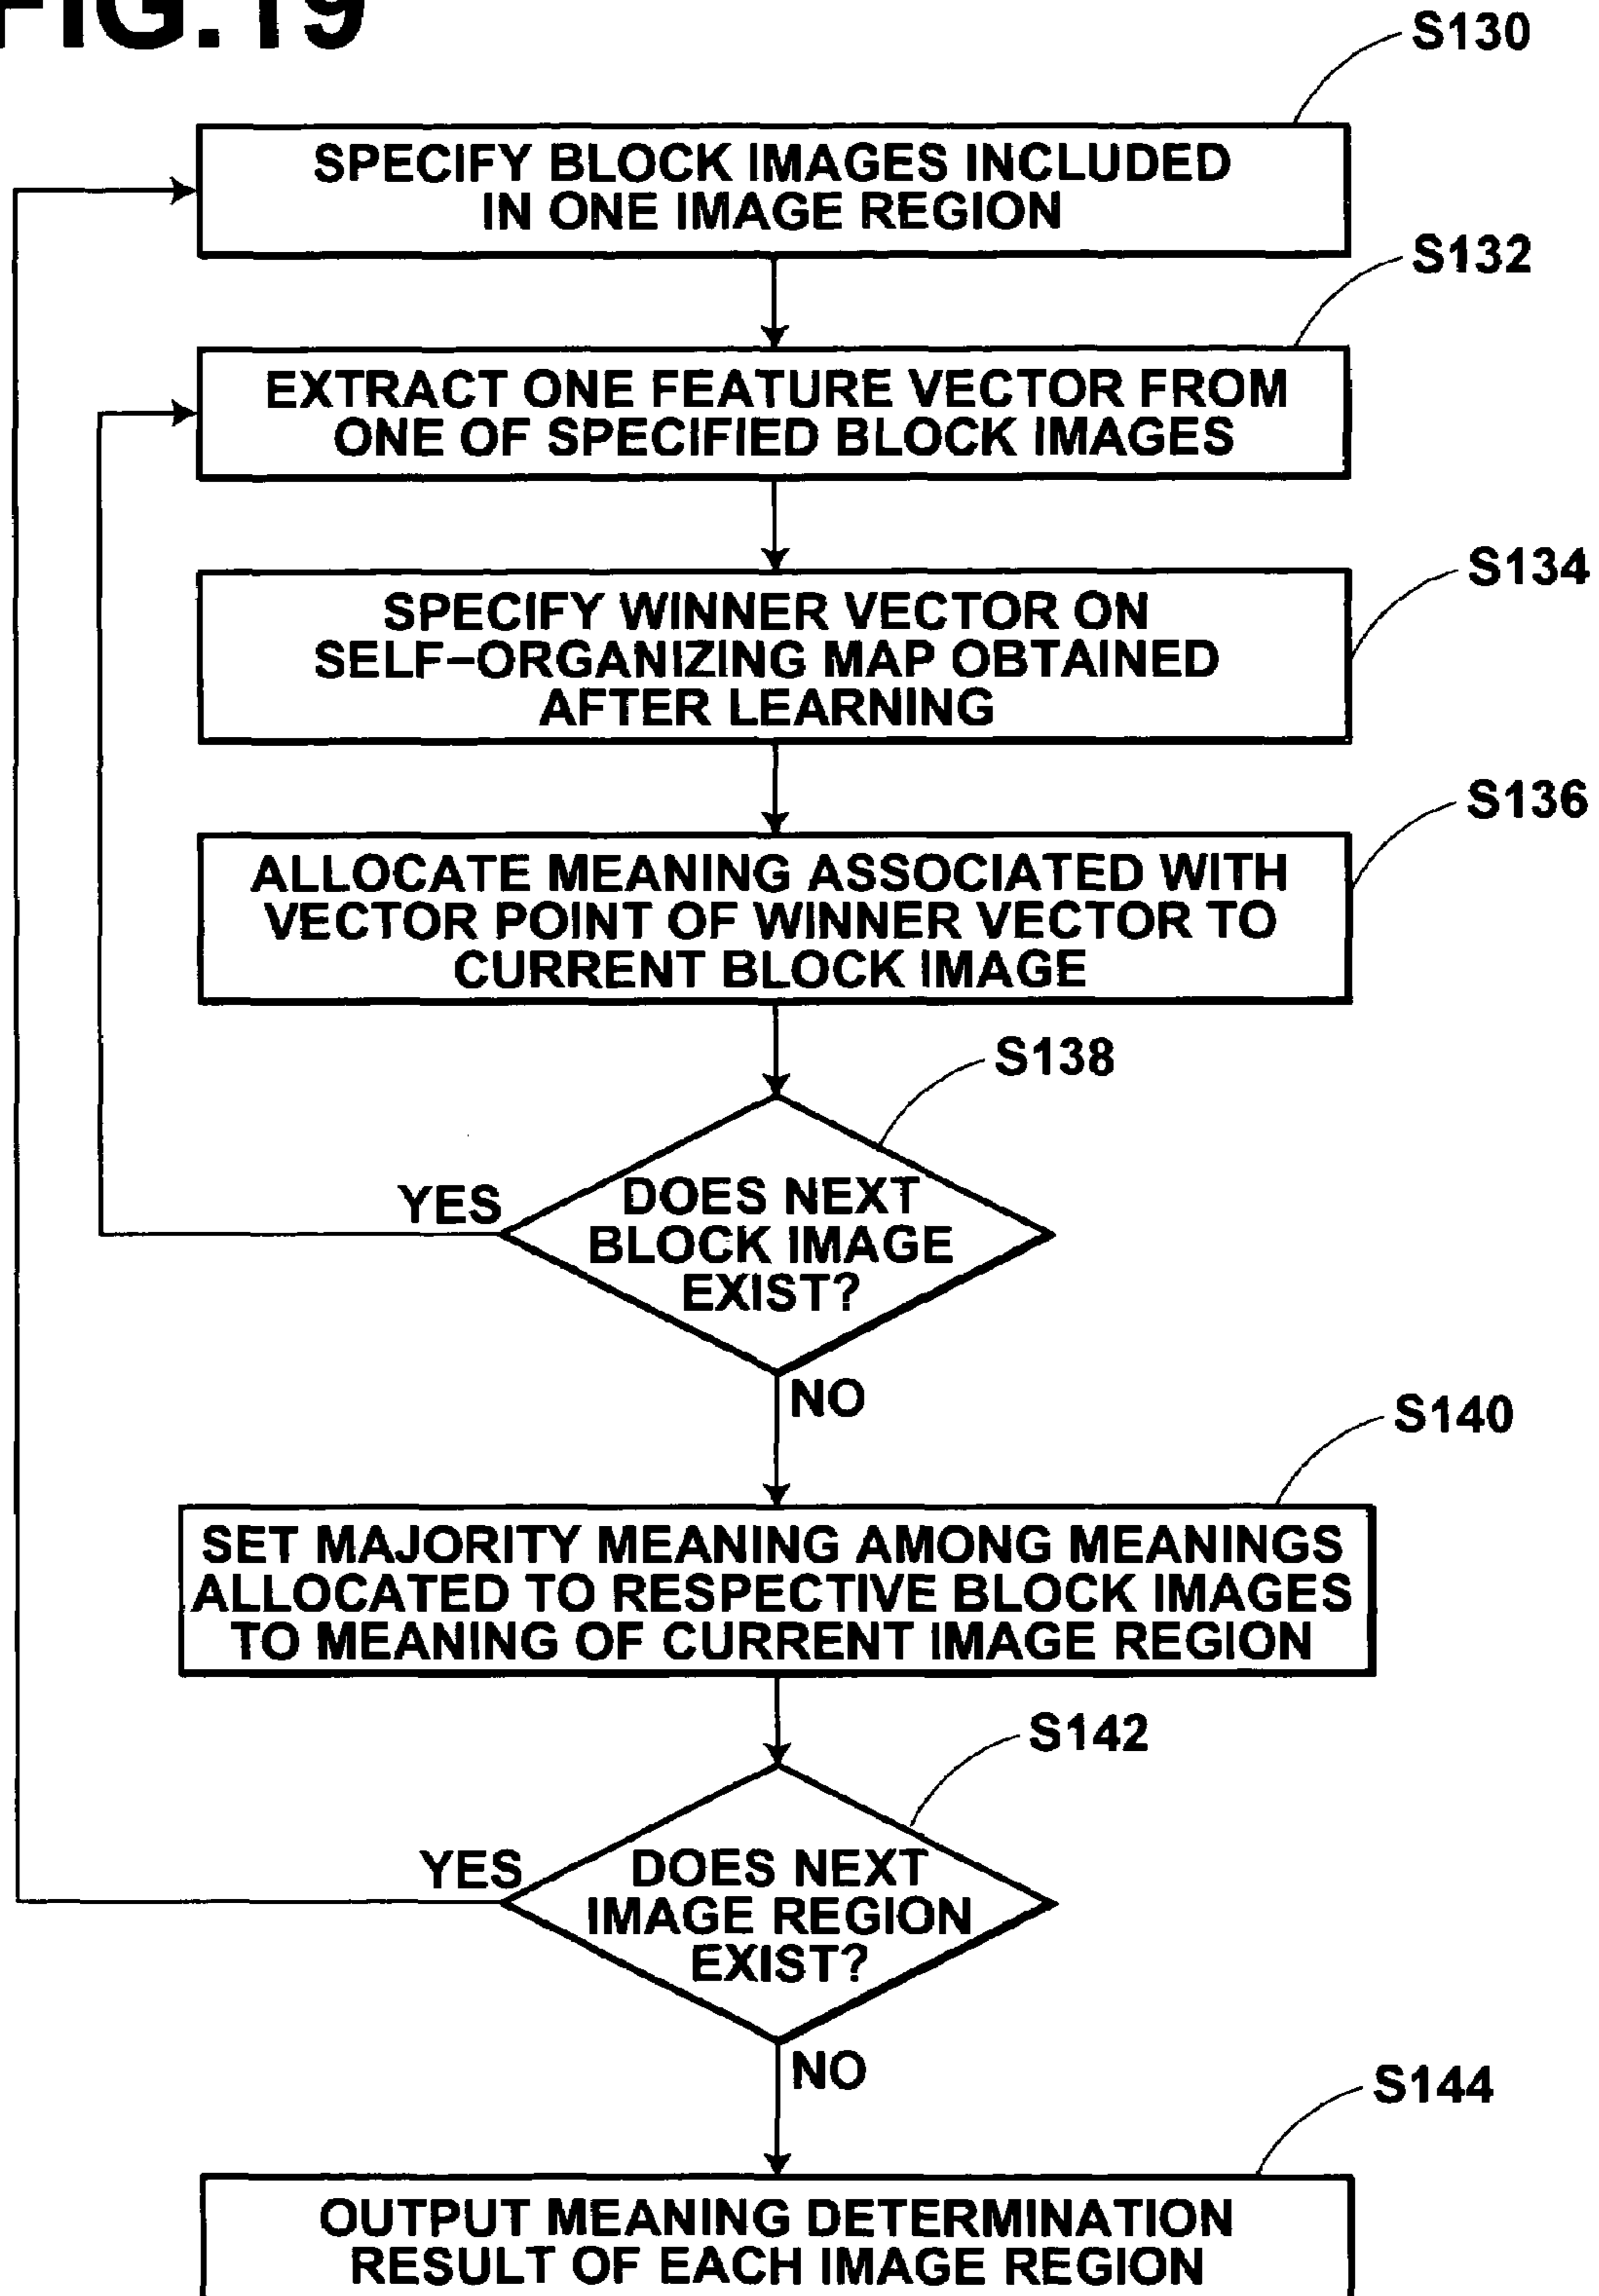 FIG.19
S130
SPECIFY BLOCK IMAGES INCLUDED
IN ONE IMAGE REGION
S132
EXTRACT ONE FEATURE VECTOR FROM
ONE OF SPECIFIED BLOCK IMAGES
S134
SPECIFY WINNER VECTOR ON
SELF-ORGANIZING MAP OBTAINED
AFTER LEARNING
S136
ALLOCATE MEANING ASSOCIATED WITH
VECTOR POINT OF WINNER VECTOR TO
CURRENT BLOCK IMAGE
S138
YES
DOES NEXT
BLOCK IMAGE
EXIST?
NO
S140
SET MAJORITY MEANING AMONG MEANINGS
ALLOCATED TO RESPECTIVE BLOCK IMAGES
TO MEANING OF CURRENT IMAGE REGION
S142
YES
DOES NEXT
IMAGE REGION
EXIST?
NO
S144
OUTPUT MEANING DETERMINATION
RESULT OF EACH IMAGE REGION